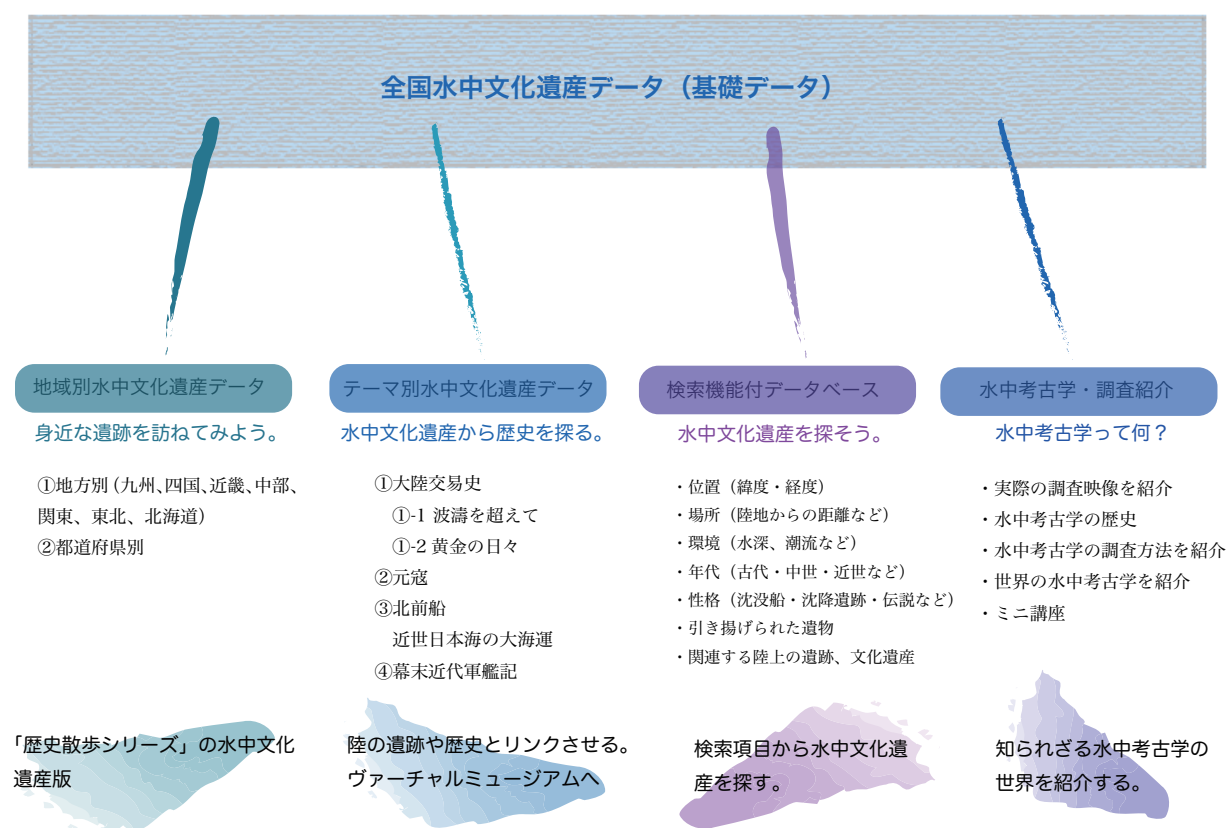 全国水中文化遺産データ（基礎データ）
地域別水中文化遺産データ
身近な遺跡を訪ねてみよう。
①地方別（九州、四国、近畿、中部、
関東、東北、北海道）
②都道府県別
「歴史散歩シリーズ」の水中文化
遺産版
テーマ別水中文化遺産データ
水中文化遺産から歴史を探る。
①大陸交易史
①-1 波濤を超えて
①-2 黄金の日々
②元寇
③北前船
近世日本海の大海運
④幕末近代軍艦記
陸の遺跡や歴史とリンクさせる。
ヴァーチャルミュージアムへ
検索機能付データベース
水中文化遺産を探そう。
・位置（緯度・経度）
・場所（陸地からの距離など）
・環境（水深、潮流など）
・年代（古代・中世・近世など）
・性格（沈没船・沈降遺跡・伝説など）
・引き揚げられた遺物
・関連する陸上の遺跡、文化遺産
検索項目から水中文化遺
産を探す。
水中考古学・調査紹介
水中考古学って何？
・実際の調査映像を紹介
・水中考古学の歴史
・水中考古学の調査方法を紹介
・世界の水中考古学を紹介
・ミニ講座
知られざる水中考古学の
世界を紹介する。